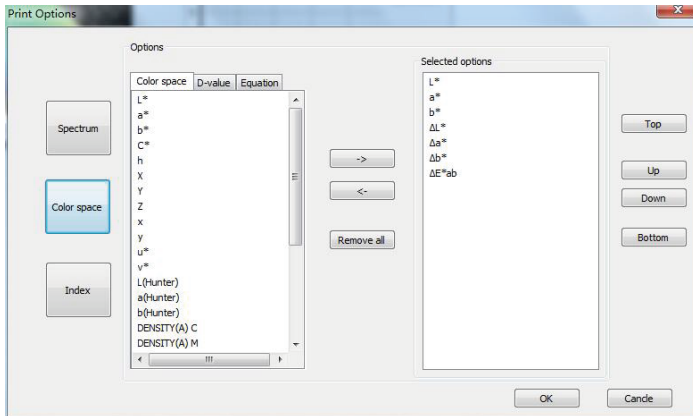 Print Options
X
Options
Color space D-value Equation
L*
a*
b*
C*
h
X
Y
Z
x
y
u*
v*
L(Hunter)
a(Hunter)
b(Hunter)
DENSITY(A) C
DENSITY(A) M
Spectrum
Color space
Index
->
<-
Remove all
Selected options
L*
a*
b*
ΔL*
Δa*
Δb*
ΔE*ab
Top
Up
Down
Bottom
OK
Cancle